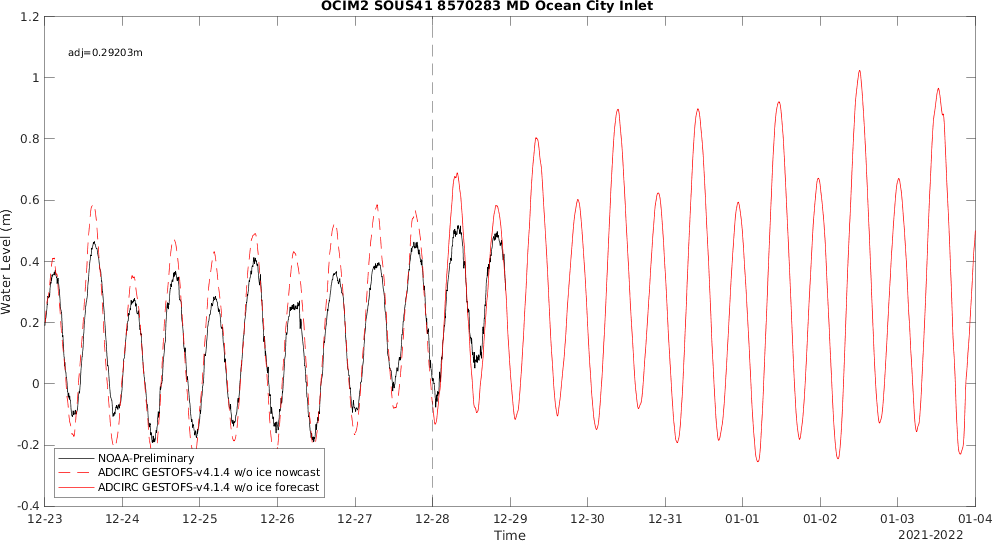 OCIM2 SOUS41 8570283 MD Ocean City Inlet
1.2
adj=0.29203m
1
0.8
0.6
0.4
0.2
0
-0.2
-0.4
Water Level (m)
NOAA-Preliminary
ADCIRC GESTOFS-v4.1.4 w/o ice nowcast
ADCIRC GESTOFS-v4.1.4 w/o ice forecast
12-23 12-24 12-25 12-26 12-27 12-28 12-29 12-30 12-31 01-01 01-02 01-03 01-04
Time
2021-2022